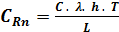 C_Rn = (C . λ. h . T) / L